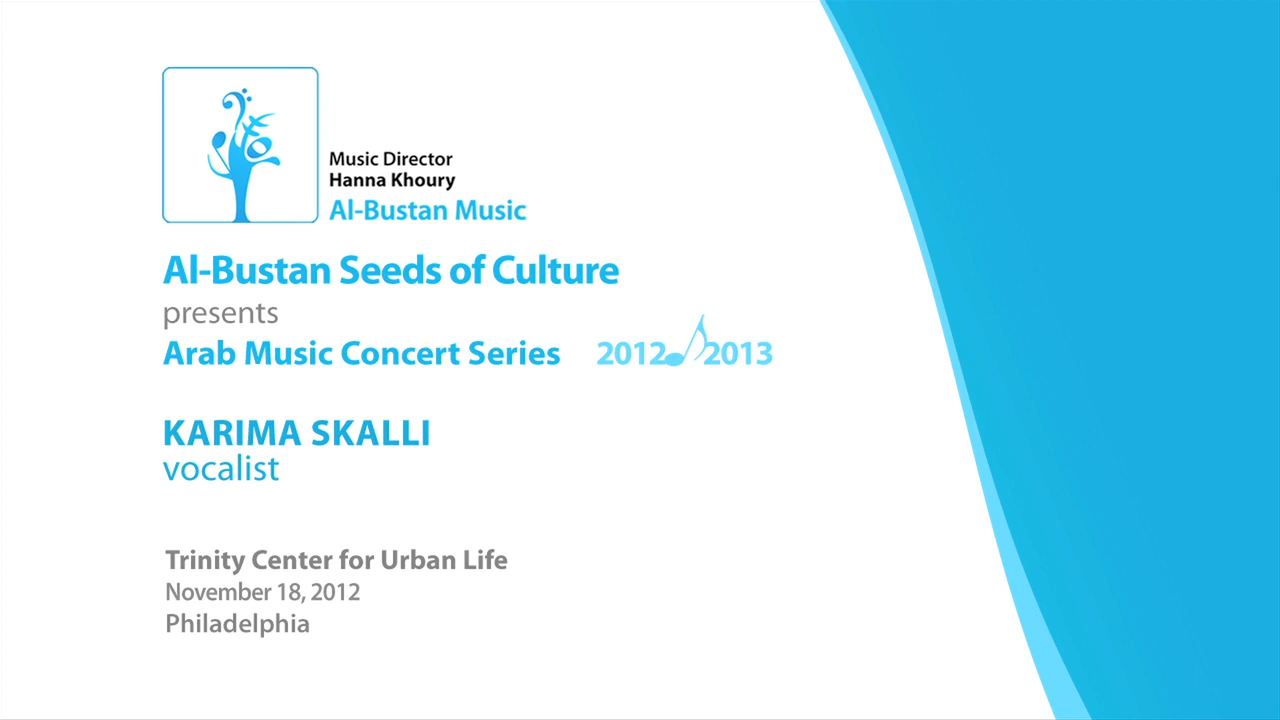 Music Director
Hanna Khoury
Al-Bustan Music
Al-Bustan Seeds of Culture
presents
Arab Music Concert Series 2012 2013
KARIMA SKALLI
vocalist
Trinity Center for Urban Life
November 18, 2012
Philadelphia